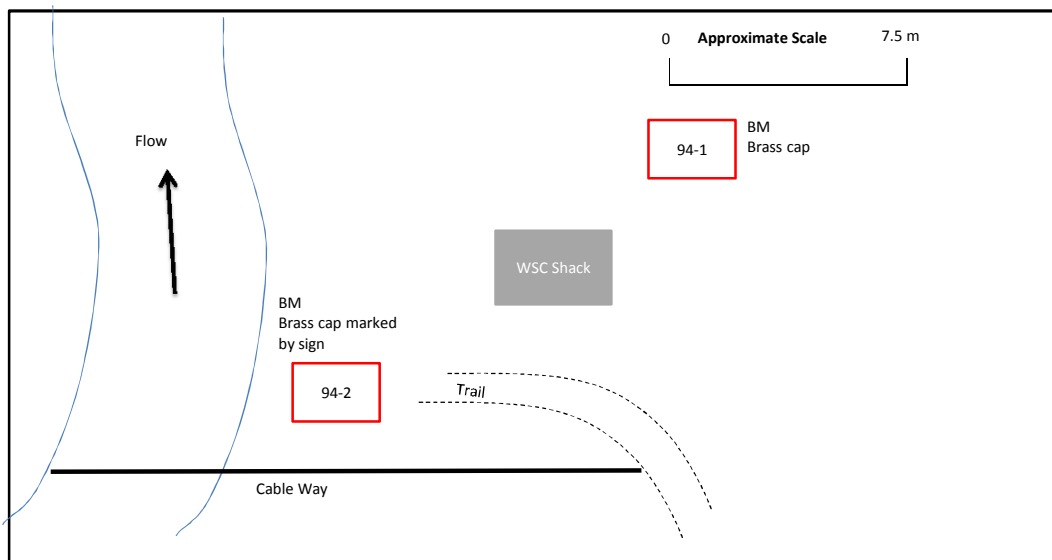 0 Approximate Scale 7.5 m
BM
Brass cap
94-1
Flow
WSC Shack
BM
Brass cap marked
by sign
94-2
Trail
Cable Way